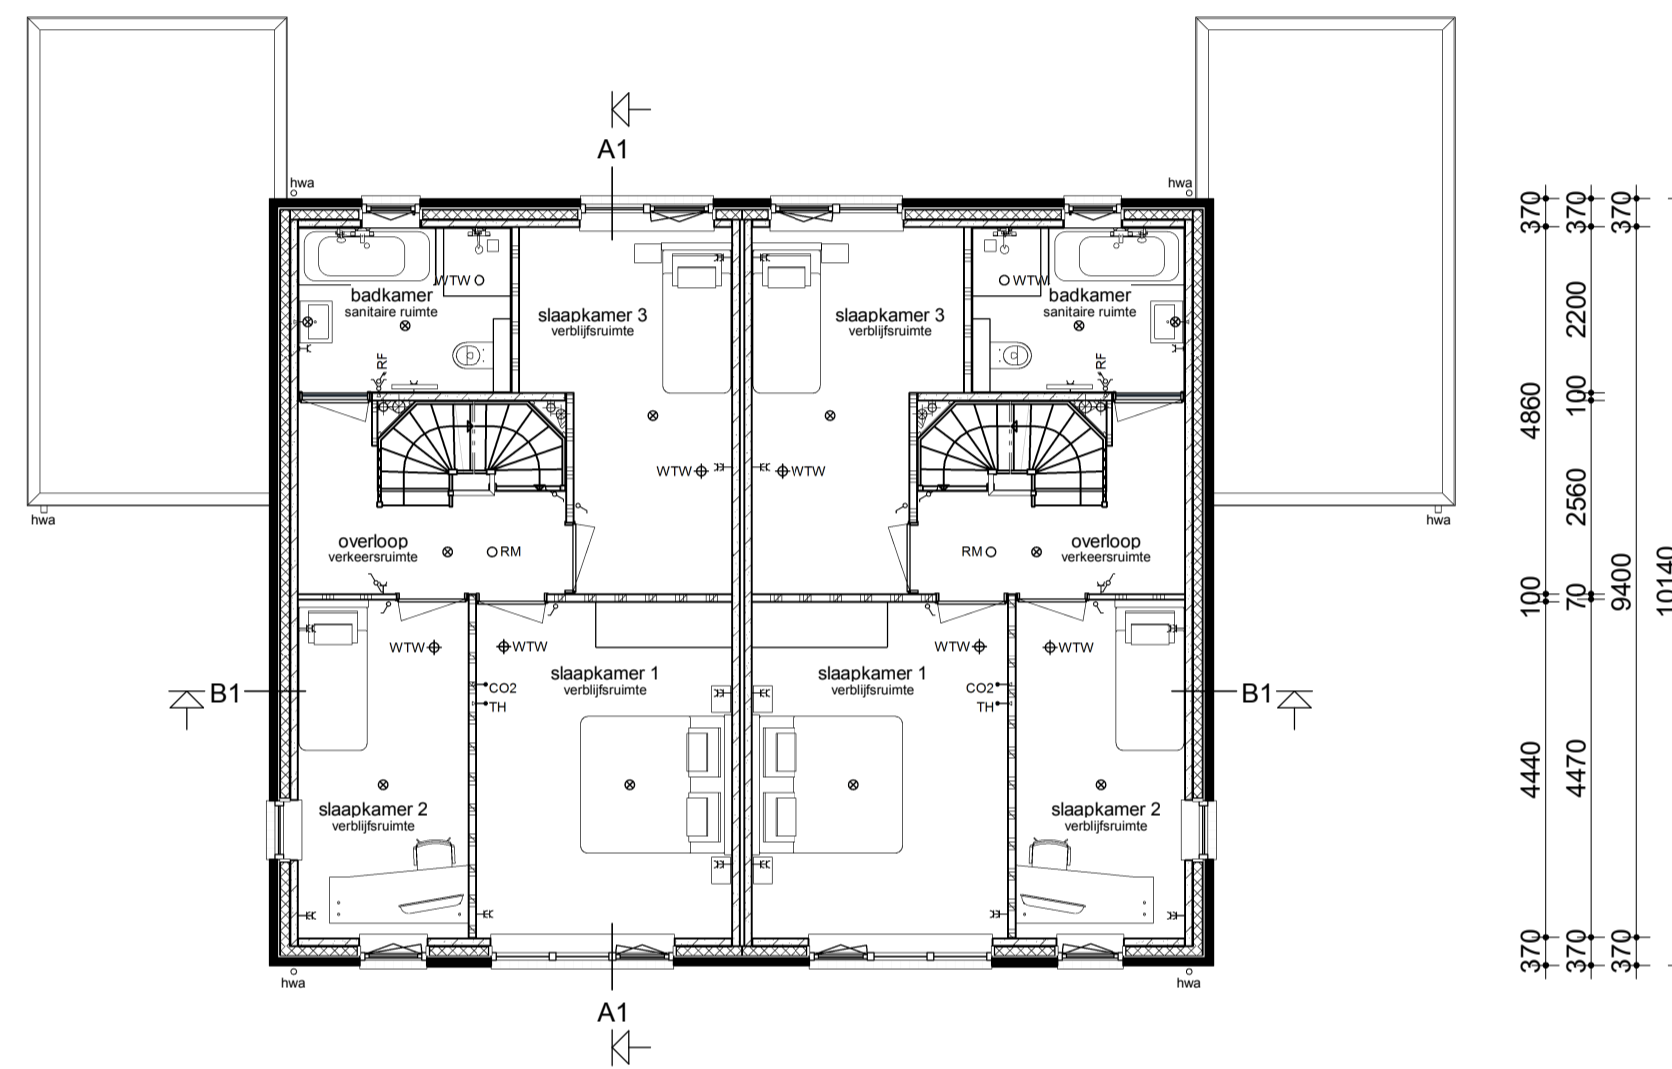 A1
hwa
hwa
WTW
WTW
badkamer
sanitaire ruimte
slaapkamer 3
verblijfsruimte
slaapkamer 3
verblijfsruimte
badkamer
sanitaire ruimte
RF
RF
WTW
WTW
hwa
hwa
overloop
verkeersruimte
RM
RM
overloop
verkeersruimte
WTW
WTW
WTW
WTW
slaapkamer 1
verblijfsruimte
slaapkamer 1
verblijfsruimte
B1
CO2
TH
CO2
TH
B1
slaapkamer 2
verblijfsruimte
slaapkamer 2
verblijfsruimte
hwa
hwa
A1
370
4860
100
4440
370
370
2200
100
2560
70
4470
370
370
9400
370
10140